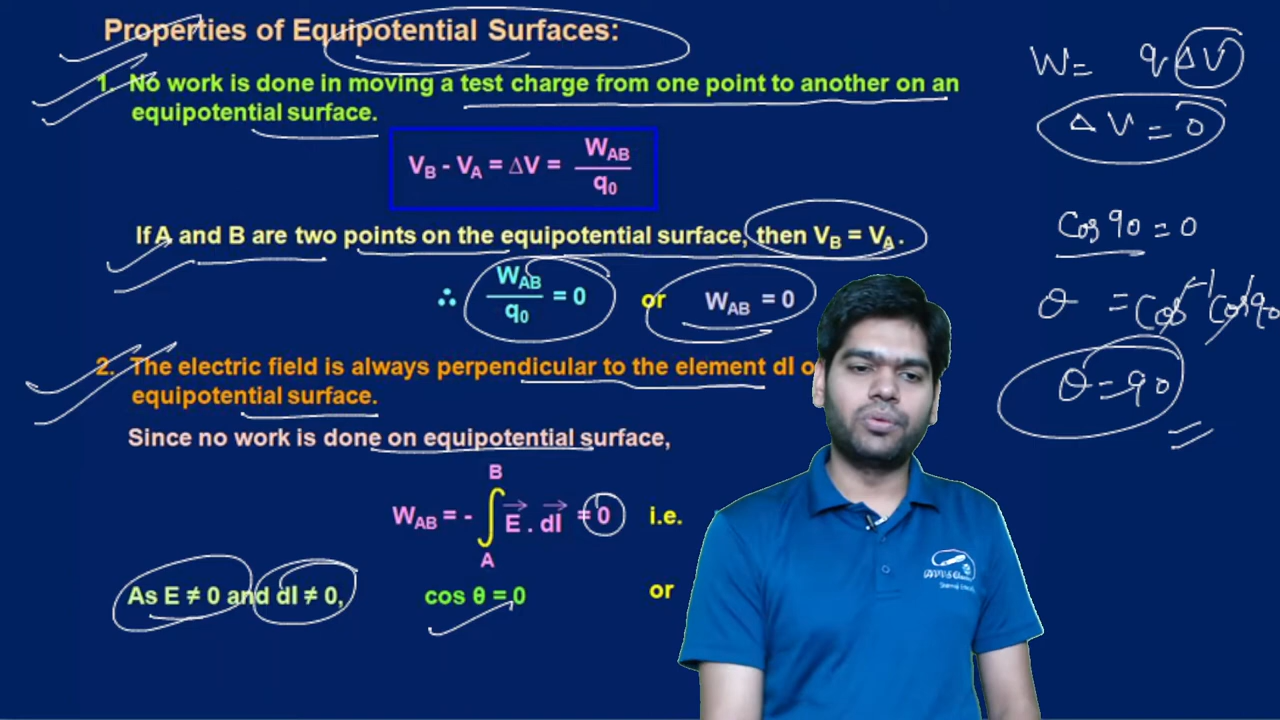 Properties of Equipotential Surfaces:
1. No work is done in moving a test charge from one point to another on an
equipotential surface.
V_B - V_A = ∆V = W_AB / q_0
If A and B are two points on the equipotential surface, then V_B = V_A .
∴ W_AB / q_0 = 0 or W_AB = 0
2. The electric field is always perpendicular to the element dl o
equipotential surface.
Since no work is done on equipotential surface,
W_AB = - ∫_A^B E⃗ . dl⃗ = 0 i.e.
As E ≠ 0 and dl ≠ 0, cos θ = 0 or
W = q ∆V
∆V = 0
Cos 90 = 0
θ = Cos⁻¹ Cos 90
θ = 90